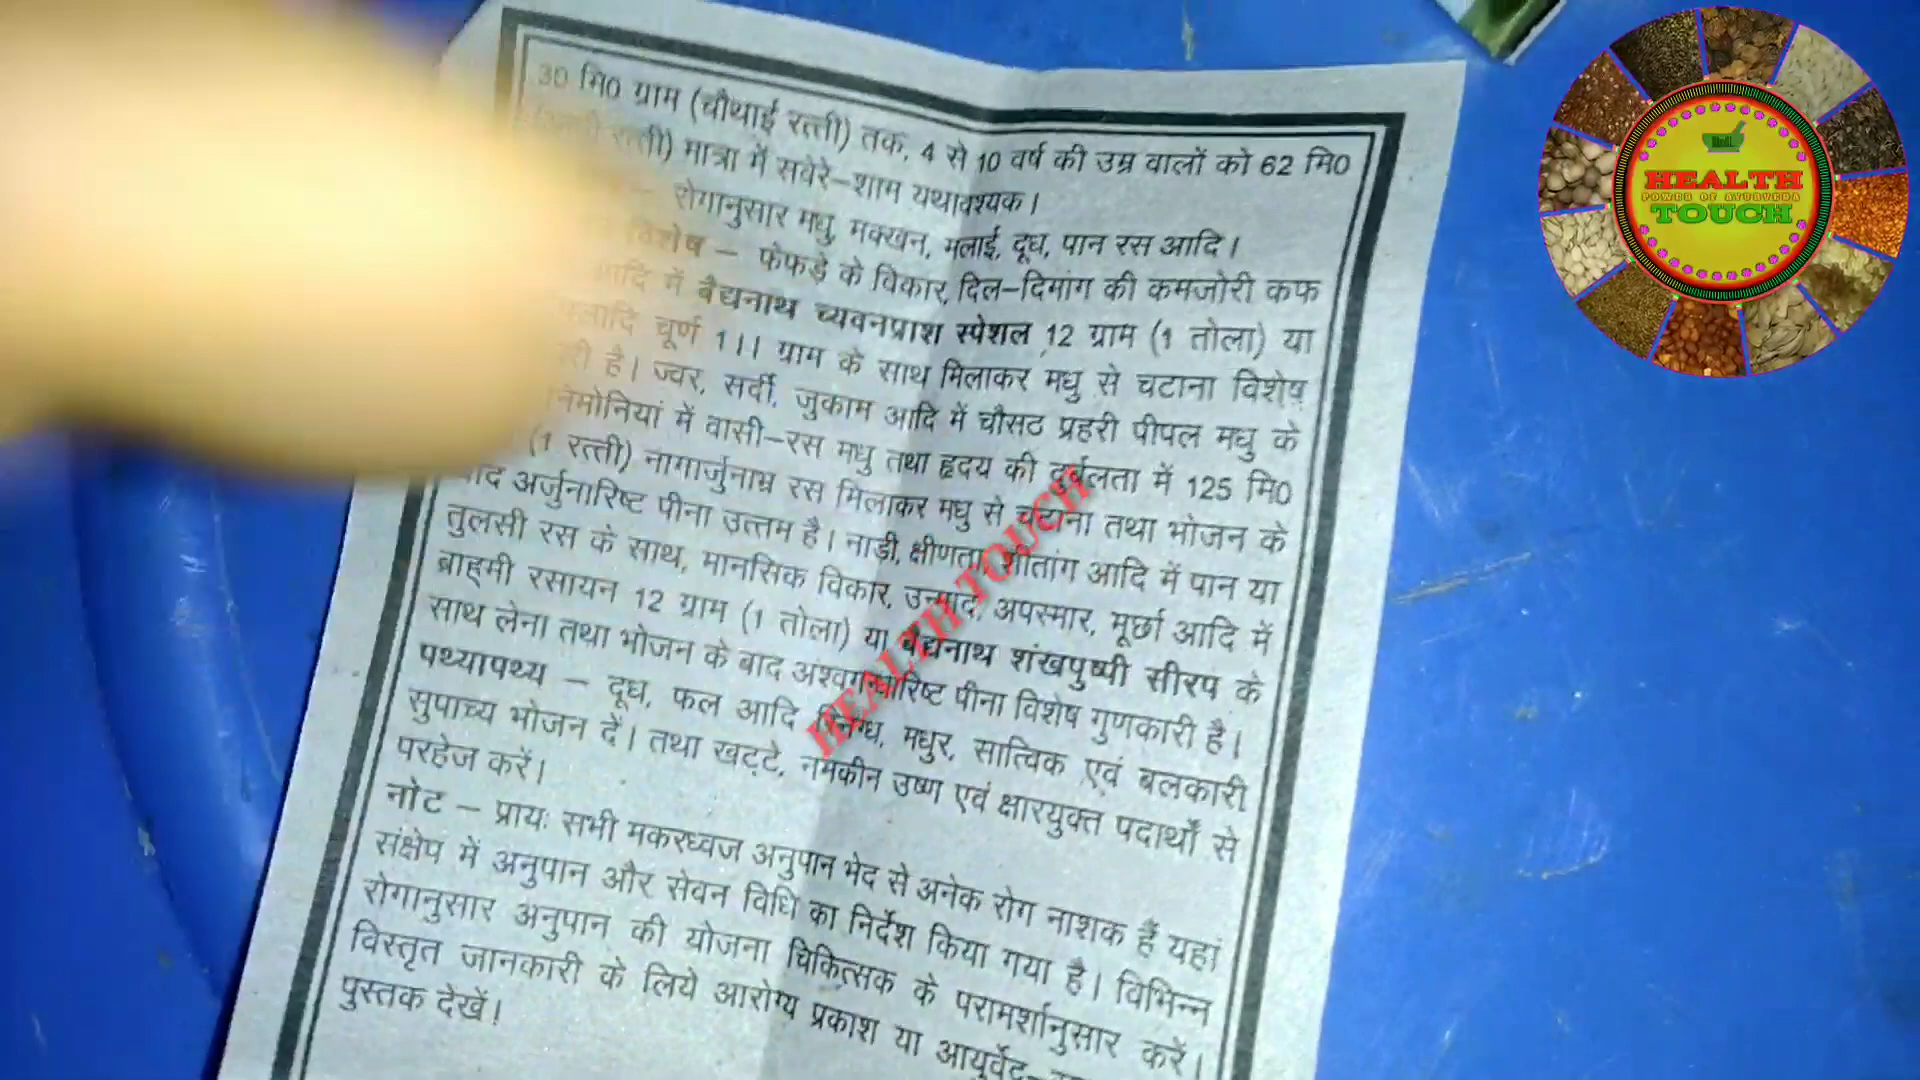 30 मि0 ग्राम (चौथाई रत्ती) तक, 4 से 10 वर्ष की उम्र वालों को 62 मि0
रत्ती) मात्रा में सवेरे-शाम यथावश्यक।
– रोगानुसार मधु, मक्खन, मलाई, दूध, पान रस आदि।
विशेष – फेफड़े के विकार, दिल-दिमांग की कमजोरी कफ
आदि में बैद्यनाथ च्यवनप्राश स्पेशल 12 ग्राम (1 तोला) या
चूर्ण 1।। ग्राम के साथ मिलाकर मधु से चटाना विशेष
है। ज्वर, सर्दी, जुकाम आदि में चौसठ प्रहरी पीपल मधु के
में वासी-रस मधु तथा हृदय की दुर्बलता में 125 मि0
(1 रत्ती) नागार्जुनाभ्र रस मिलाकर मधु से चटाना तथा भोजन के
बाद अर्जुनारिष्ट पीना उत्तम है। नाडी, क्षीणता, शीतांग आदि में पान या
तुलसी रस के साथ, मानसिक विकार, उन्माद, अपस्मार, मूर्छा आदि में
ब्राह्मी रसायन 12 ग्राम (1 तोला) या बैद्यनाथ शंखपुष्पी सीरप के
साथ लेना तथा भोजन के बाद अश्वगन्धारिष्ट पीना विशेष गुणकारी है।
पथ्यापथ्य – दूध, फल आदि स्निग्ध, मधुर, सात्विक एवं बलकारी
सुपाच्य भोजन दें। तथा खट्टे, नमकीन उष्ण एवं क्षारयुक्त पदार्थों से
परहेज करें।
नोट – प्रायः सभी मकरध्वज अनुपान भेद से अनेक रोग नाशक हैं यहां
संक्षेप में अनुपान और सेवन विधि का निर्देश किया गया है। विभिन्न
रोगानुसार अनुपान की योजना चिकित्सक के परामर्शानुसार करें।
विस्तृत जानकारी के लिये आरोग्य प्रकाश या आयुर्वेद-
पुस्तक देखें।
HEALTH TOUCH
HEALTH
POWER OF AYURVEDA
TOUCH